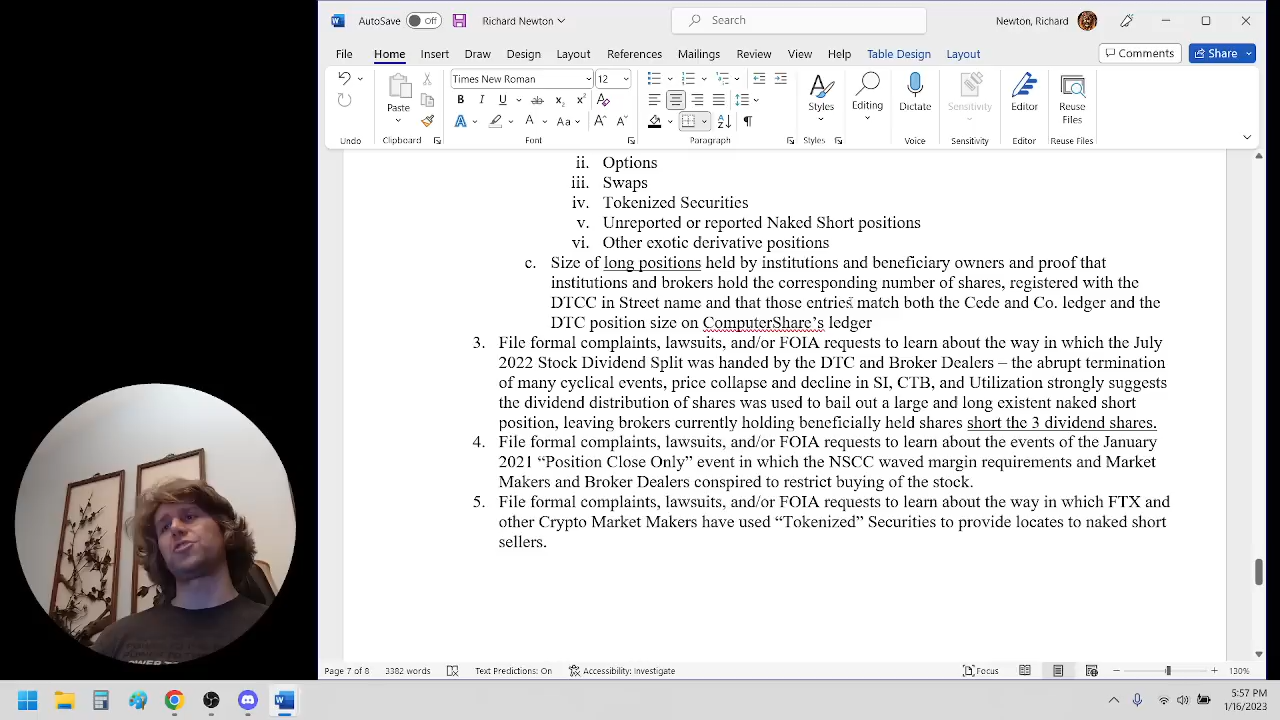 AutoSave
Off
Richard Newton
Search
Newton, Richard
File
Home
Insert
Draw
Design
Layout
References
Mailings
Review
View
Help
Table Design
Layout
Comments
Share
Times New Roman
12
Paste
Styles
Editing
Dictate
Sensitivity
Editor
Reuse
Files
Undo
Clipboard
Font
Paragraph
Styles
Voice
Sensitivity
Editor
Reuse Files
ii. Options
iii. Swaps
iv. Tokenized Securities
v. Unreported or reported Naked Short positions
vi. Other exotic derivative positions
c. Size of long positions held by institutions and beneficiary owners and proof that
institutions and brokers hold the corresponding number of shares, registered with the
DTCC in Street name and that those entries match both the Cede and Co. ledger and the
DTC position size on ComputerShare's ledger
3. File formal complaints, lawsuits, and/or FOIA requests to learn about the way in which the July
2022 Stock Dividend Split was handed by the DTC and Broker Dealers – the abrupt termination
of many cyclical events, price collapse and decline in SI, CTB, and Utilization strongly suggests
the dividend distribution of shares was used to bail out a large and long existent naked short
position, leaving brokers currently holding beneficially held shares short the 3 dividend shares.
4. File formal complaints, lawsuits, and/or FOIA requests to learn about the events of the January
2021 “Position Close Only” event in which the NSCC waved margin requirements and Market
Makers and Broker Dealers conspired to restrict buying of the stock.
5. File formal complaints, lawsuits, and/or FOIA requests to learn about the way in which FTX and
other Crypto Market Makers have used “Tokenized” Securities to provide locates to naked short
sellers.
Page 7 of 8
3382 words
Text Predictions: On
Accessibility: Investigate
Focus
130%
5:57 PM
1/16/2023